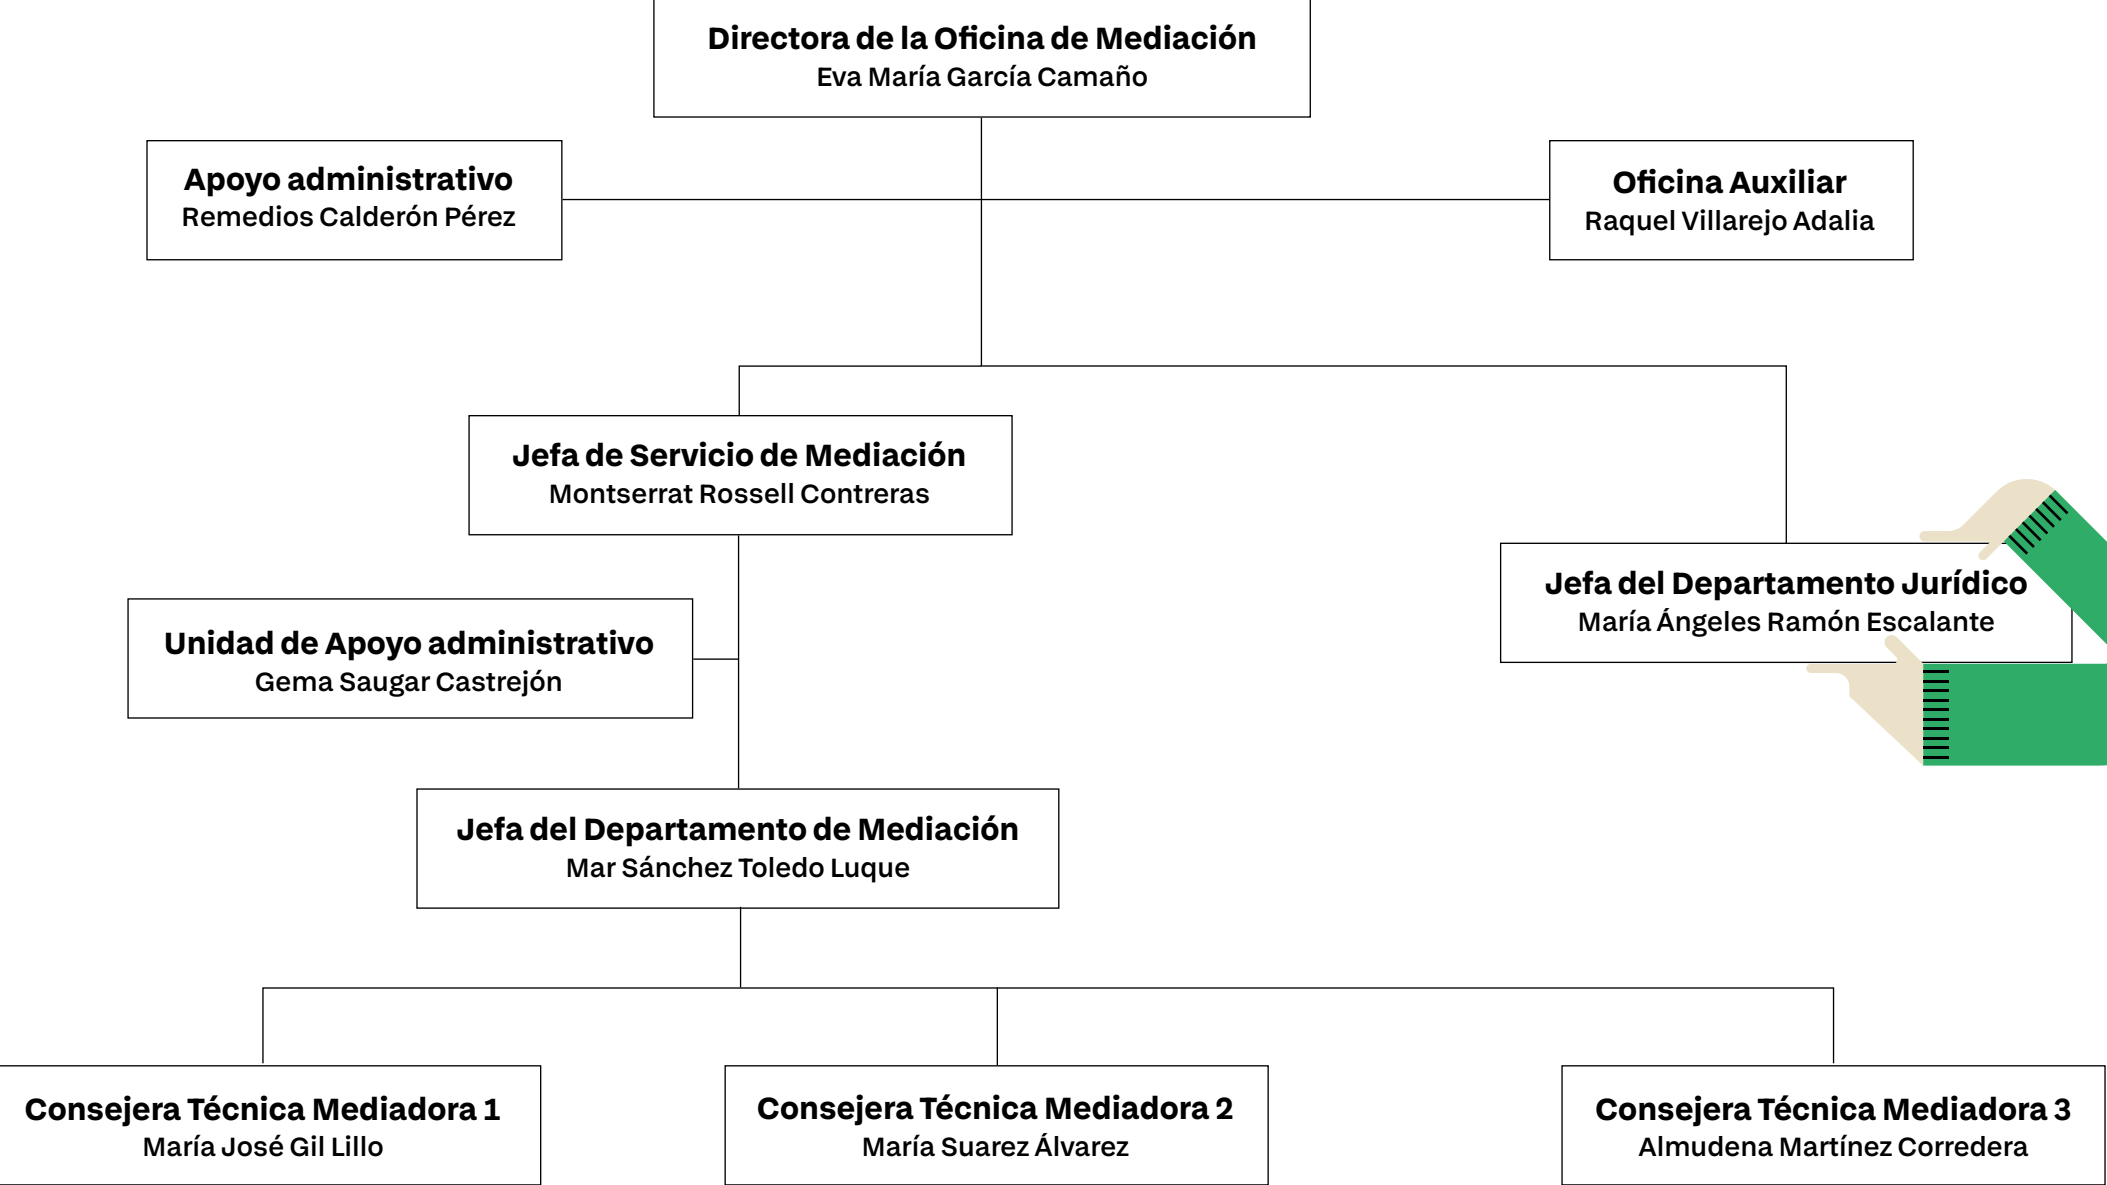 Directora de la Oficina de Mediación
Eva María García Camaño
Apoyo administrativo
Remedios Calderón Pérez
Oficina Auxiliar
Raquel Villarejo Adalia
Jefa de Servicio de Mediación
Montserrat Rossell Contreras
Jefa del Departamento Jurídico
María Ángeles Ramón Escalante
Unidad de Apoyo administrativo
Gema Saugar Castrejón
Jefa del Departamento de Mediación
Mar Sánchez Toledo Luque
Consejera Técnica Mediadora 1
María José Gil Lillo
Consejera Técnica Mediadora 2
María Suarez Álvarez
Consejera Técnica Mediadora 3
Almudena Martínez Corredera